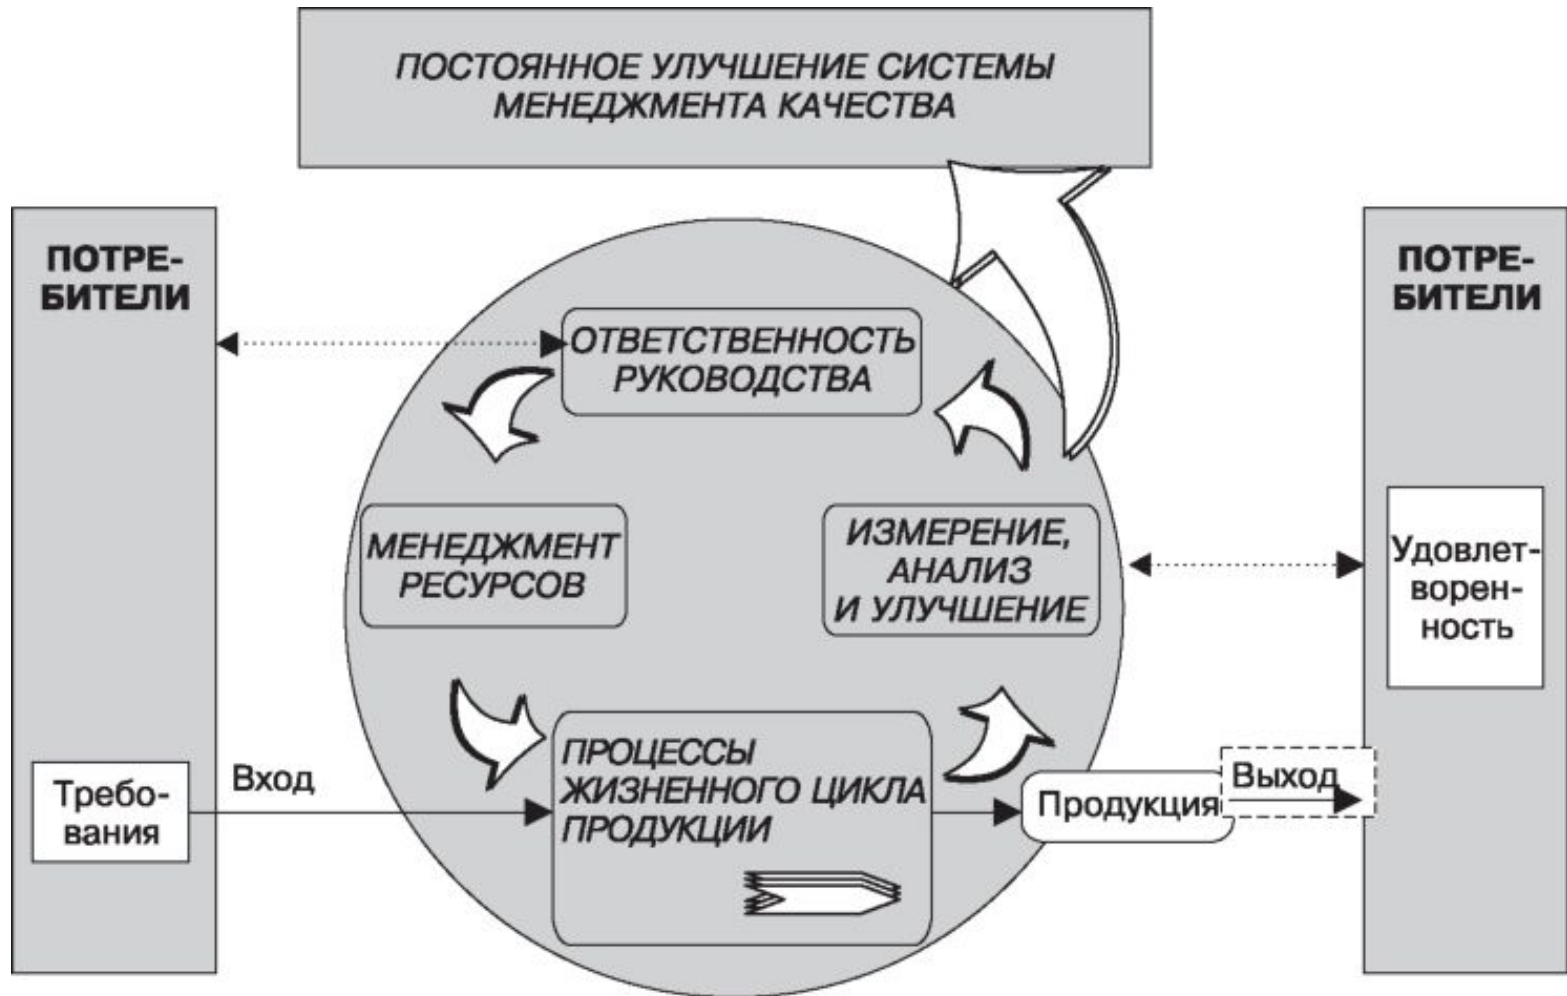 ПОСТОЯННОЕ УЛУЧШЕНИЕ СИСТЕМЫ
МЕНЕДЖМЕНТА КАЧЕСТВА
ПОТРЕ-
БИТЕЛИ
ПОТРЕ-
БИТЕЛИ
ОТВЕТСТВЕННОСТЬ
РУКОВОДСТВА
МЕНЕДЖМЕНТ
РЕСУРСОВ
ИЗМЕРЕНИЕ,
АНАЛИЗ
И УЛУЧШЕНИЕ
Удовлет-
ворен-
ность
Требо-
вания
Вход
ПРОЦЕССЫ
ЖИЗНЕННОГО ЦИКЛА
ПРОДУКЦИИ
Продукция
Выход